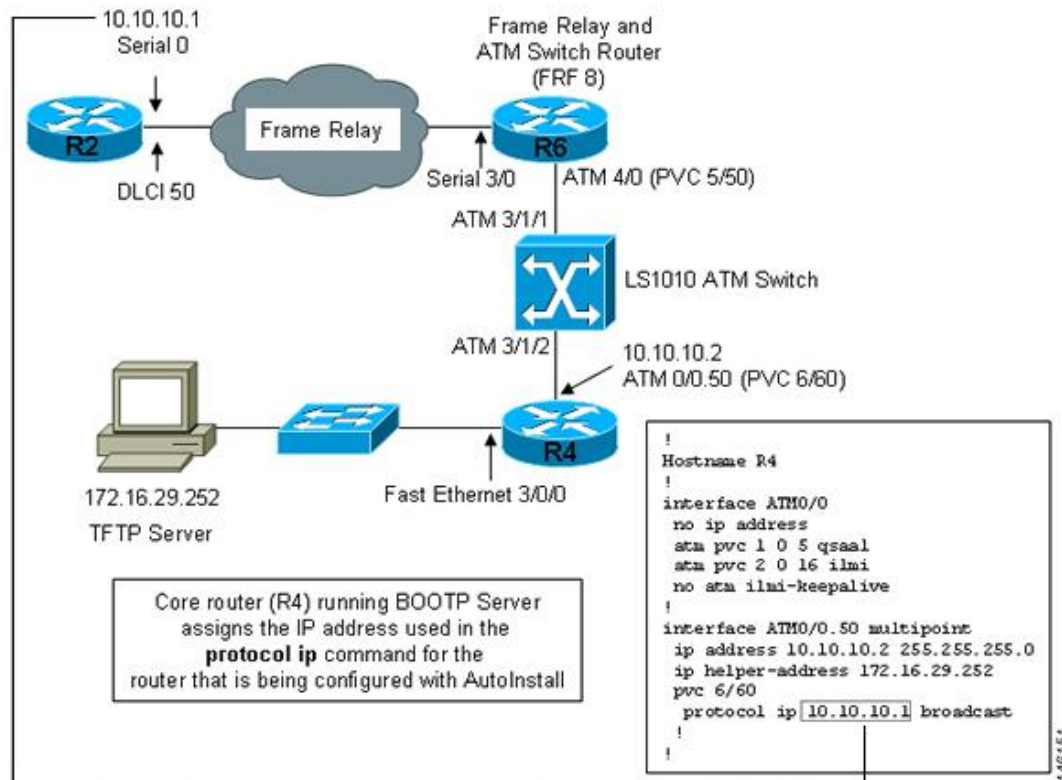 10.10.10.1
Serial 0
Frame Relay and
ATM Switch Router
(FRF 8)
R2
Frame Relay
R6
DLCI 50
Serial 3/0
ATM 4/0 (PVC 5/50)
ATM 3/1/1
LS1010 ATM Switch
ATM 3/1/2
10.10.10.2
ATM 0/0.50 (PVC 6/60)
R4
172.16.29.252
TFTP Server
Fast Ethernet 3/0/0
Core router (R4) running BOOTP Server
assigns the IP address used in the
protocol ip command for the
router that is being configured with AutoInstall
!
Hostname R4
!
interface ATM0/0
no ip address
atm pvc 1 0 5 qsaal
atm pvc 2 0 16 ilmi
no atm ilmi-keepalive
!
interface ATM0/0.50 multipoint
ip address 10.10.10.2 255.255.255.0
ip helper-address 172.16.29.252
pvc 6/60
protocol ip 10.10.10.1 broadcast
!
!